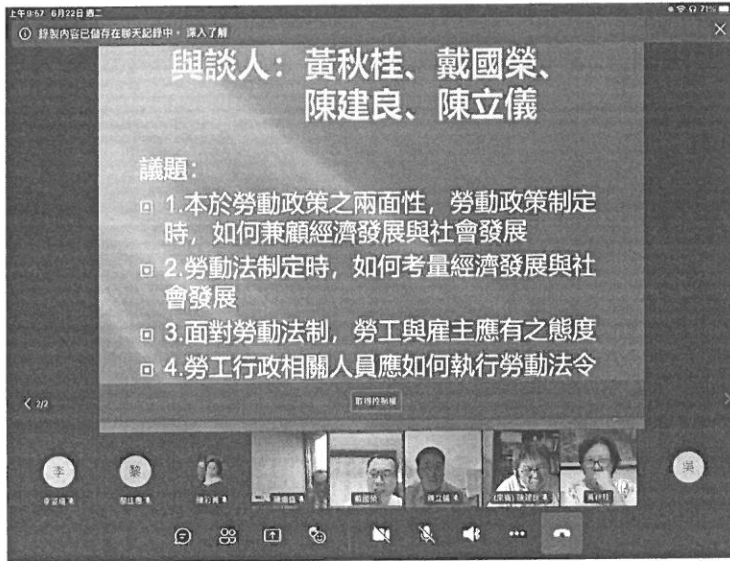 上午9:57 6月22日 週二
71%
錄製內容已儲存在聊天記錄中。 深入了解
與談人：黃秋桂、戴國榮、
陳建良、陳立儀
議題：
1.本於勞動政策之兩面性，勞動政策制定
時，如何兼顧經濟發展與社會發展
2.勞動法制定時，如何考量經濟發展與社
會發展
3.面對勞動法制，勞工與雇主應有之態度
4.勞工行政相關人員應如何執行勞動法令
2/2
取得控制權
李
黎
吳
戴國榮
陳立儀
黃秋桂